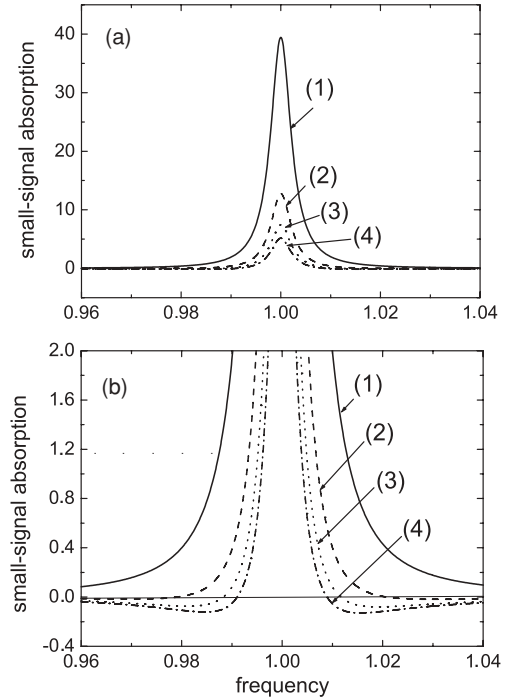 (a)
40
30
20
10
0
small-signal absorption
(1)
(2)
(3)
(4)
0.96 0.98 1.00 1.02 1.04
(b)
2.0
1.6
1.2
0.8
0.4
0.0
-0.4
small-signal absorption
(1)
(2)
(3)
(4)
0.96 0.98 1.00 1.02 1.04
frequency